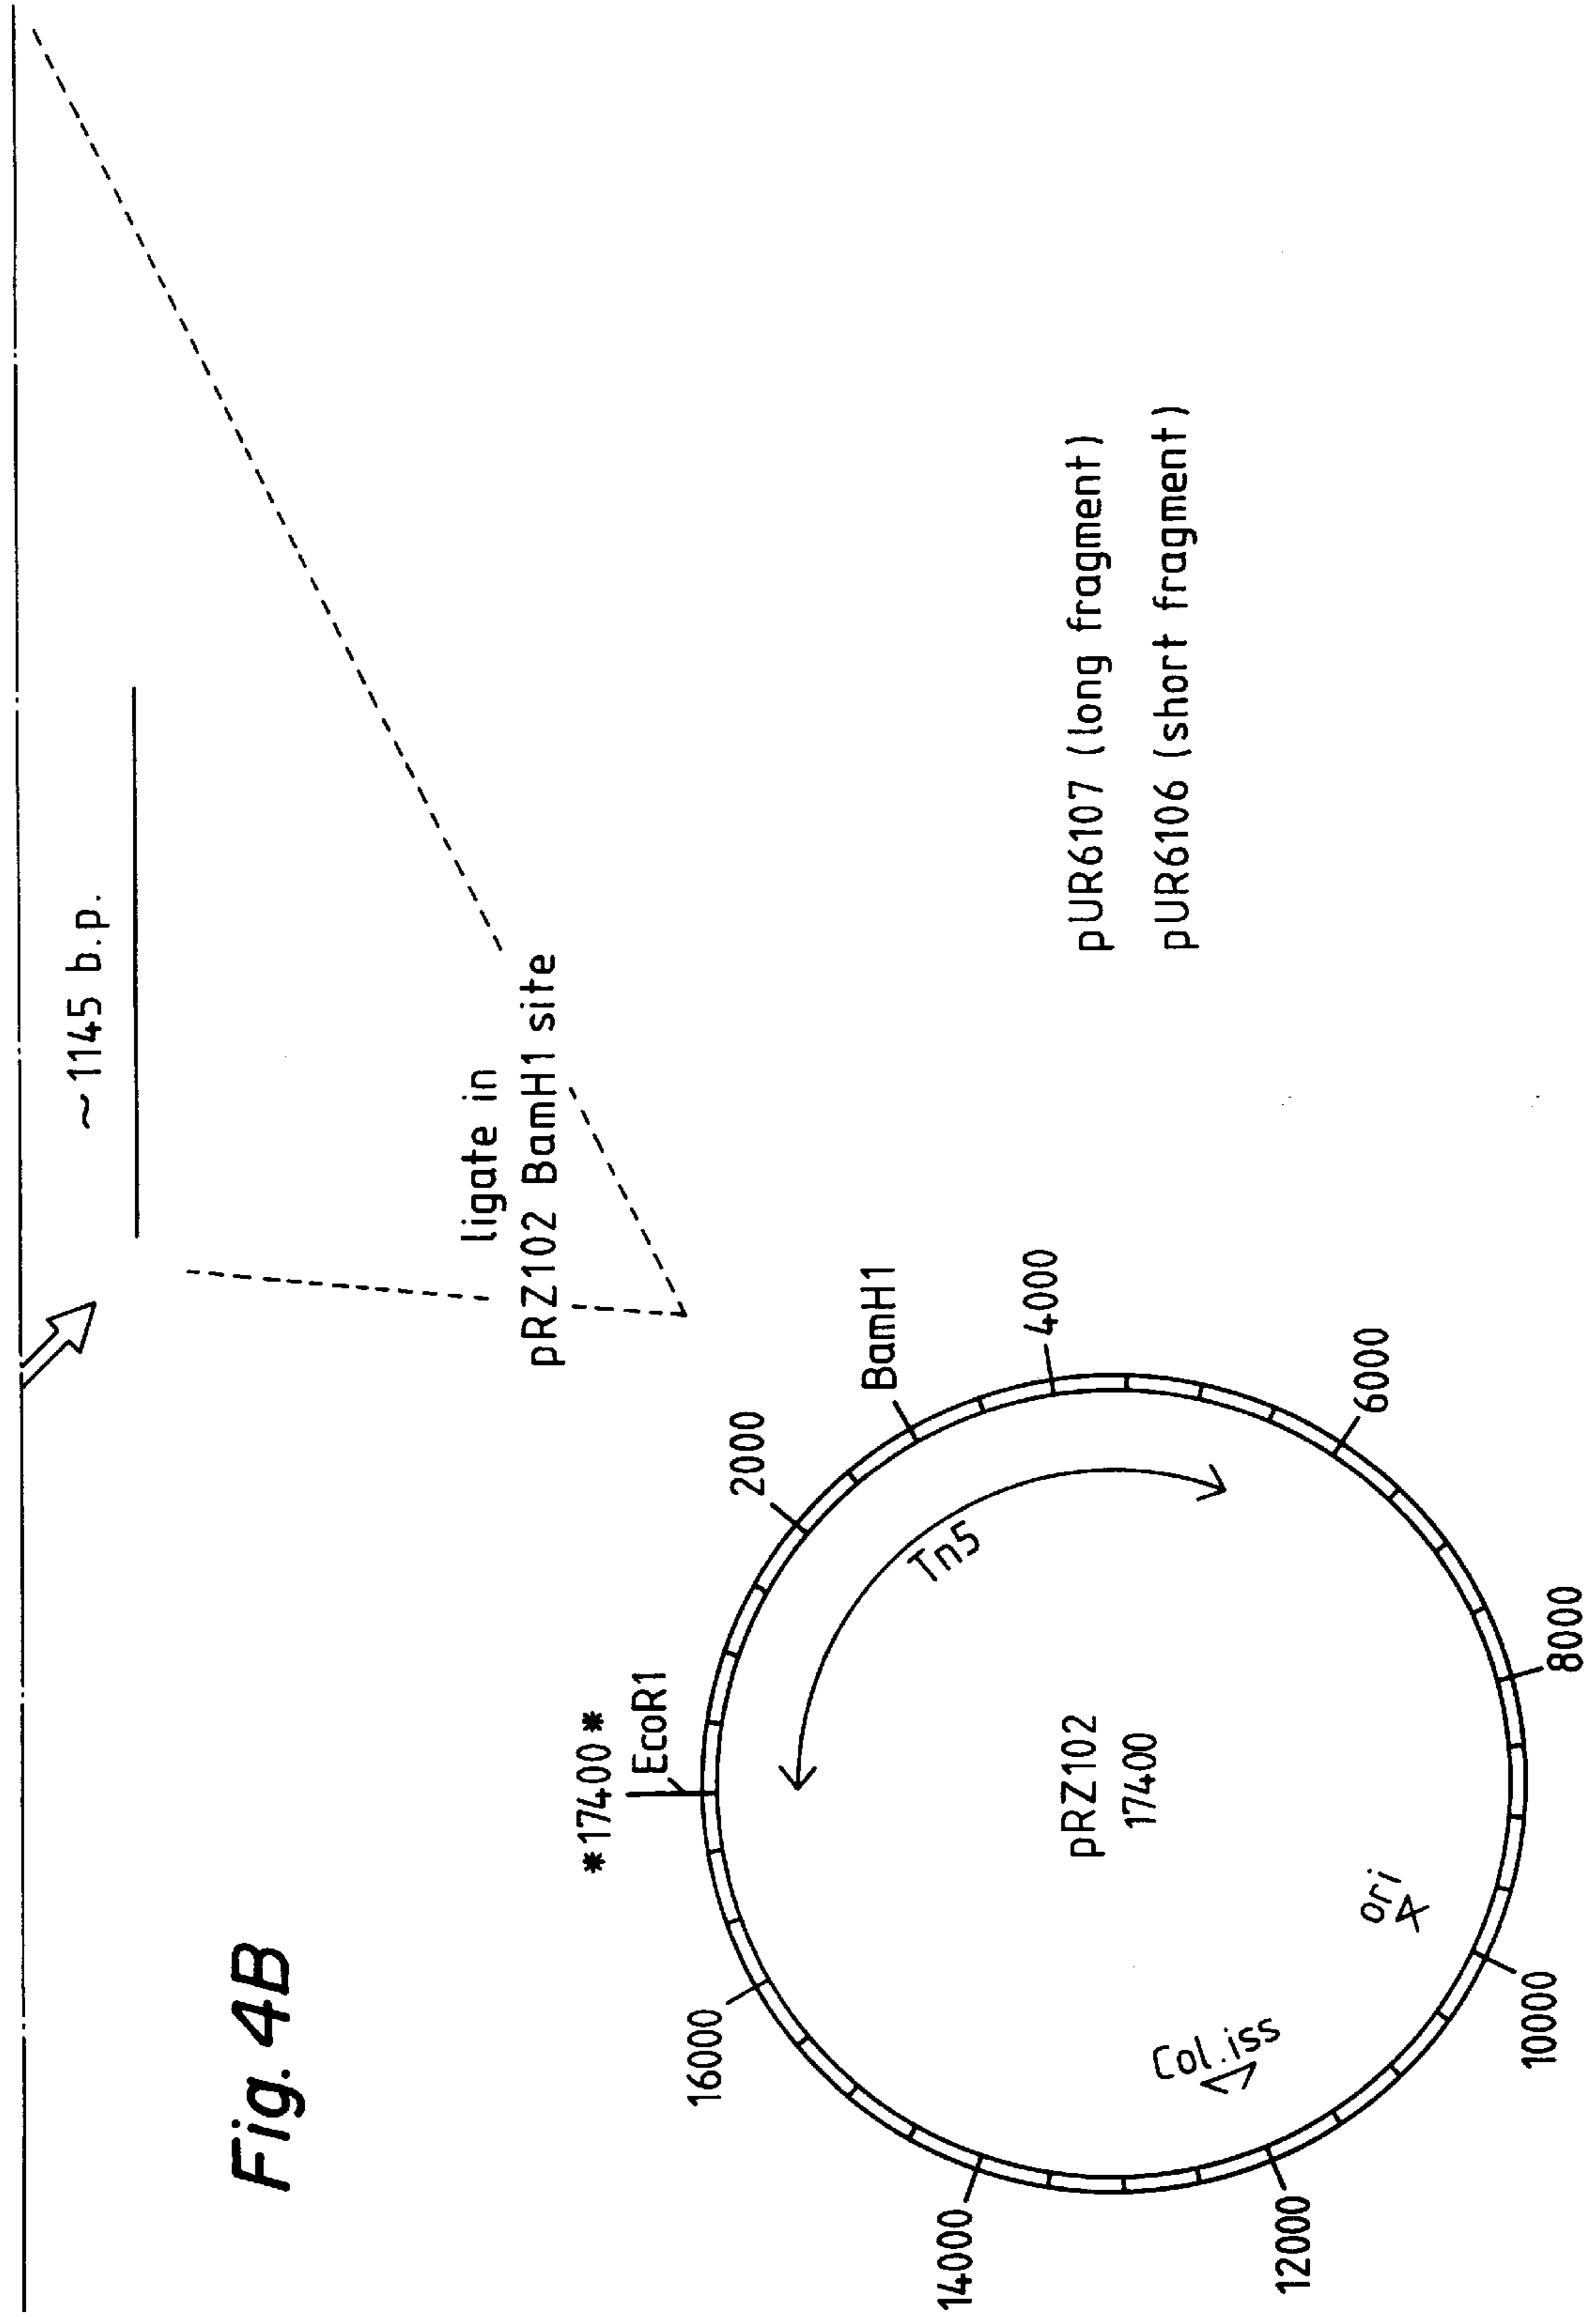 Fig. 4B
~1145 b.p.
ligate in
pRZ102 BamH1 site
*17400*
EcoR1
2000
BamH1
4000
6000
8000
10000
12000
14000
16000
Tn5
pRZ102
17400
ori
Col.iss
pUR6107 (long fragment)
pUR6106 (short fragment)